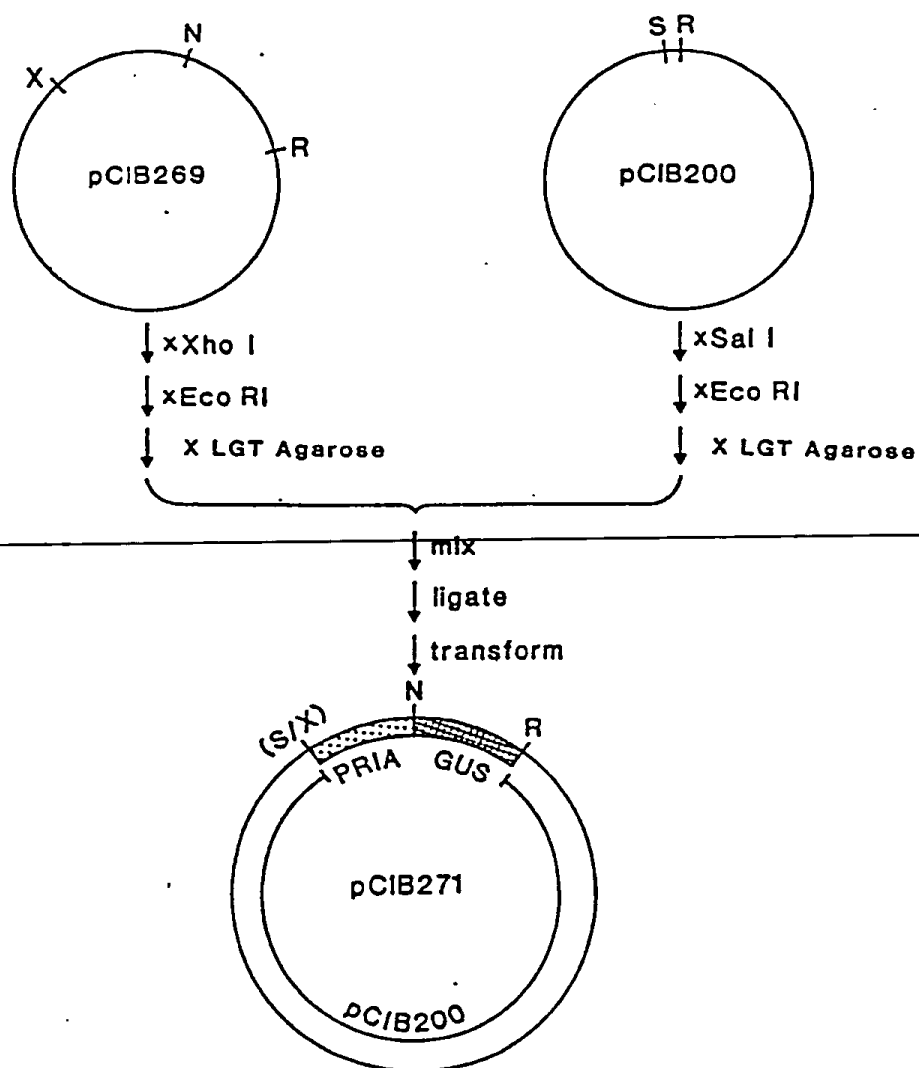 N
X
R
pCIB269
S R
pCIB200
xXho I
xEco RI
X LGT Agarose
xSal I
xEco RI
X LGT Agarose
mix
ligate
transform
N
(S/X)
R
PRIA
GUS
pCIB271
pCIB200